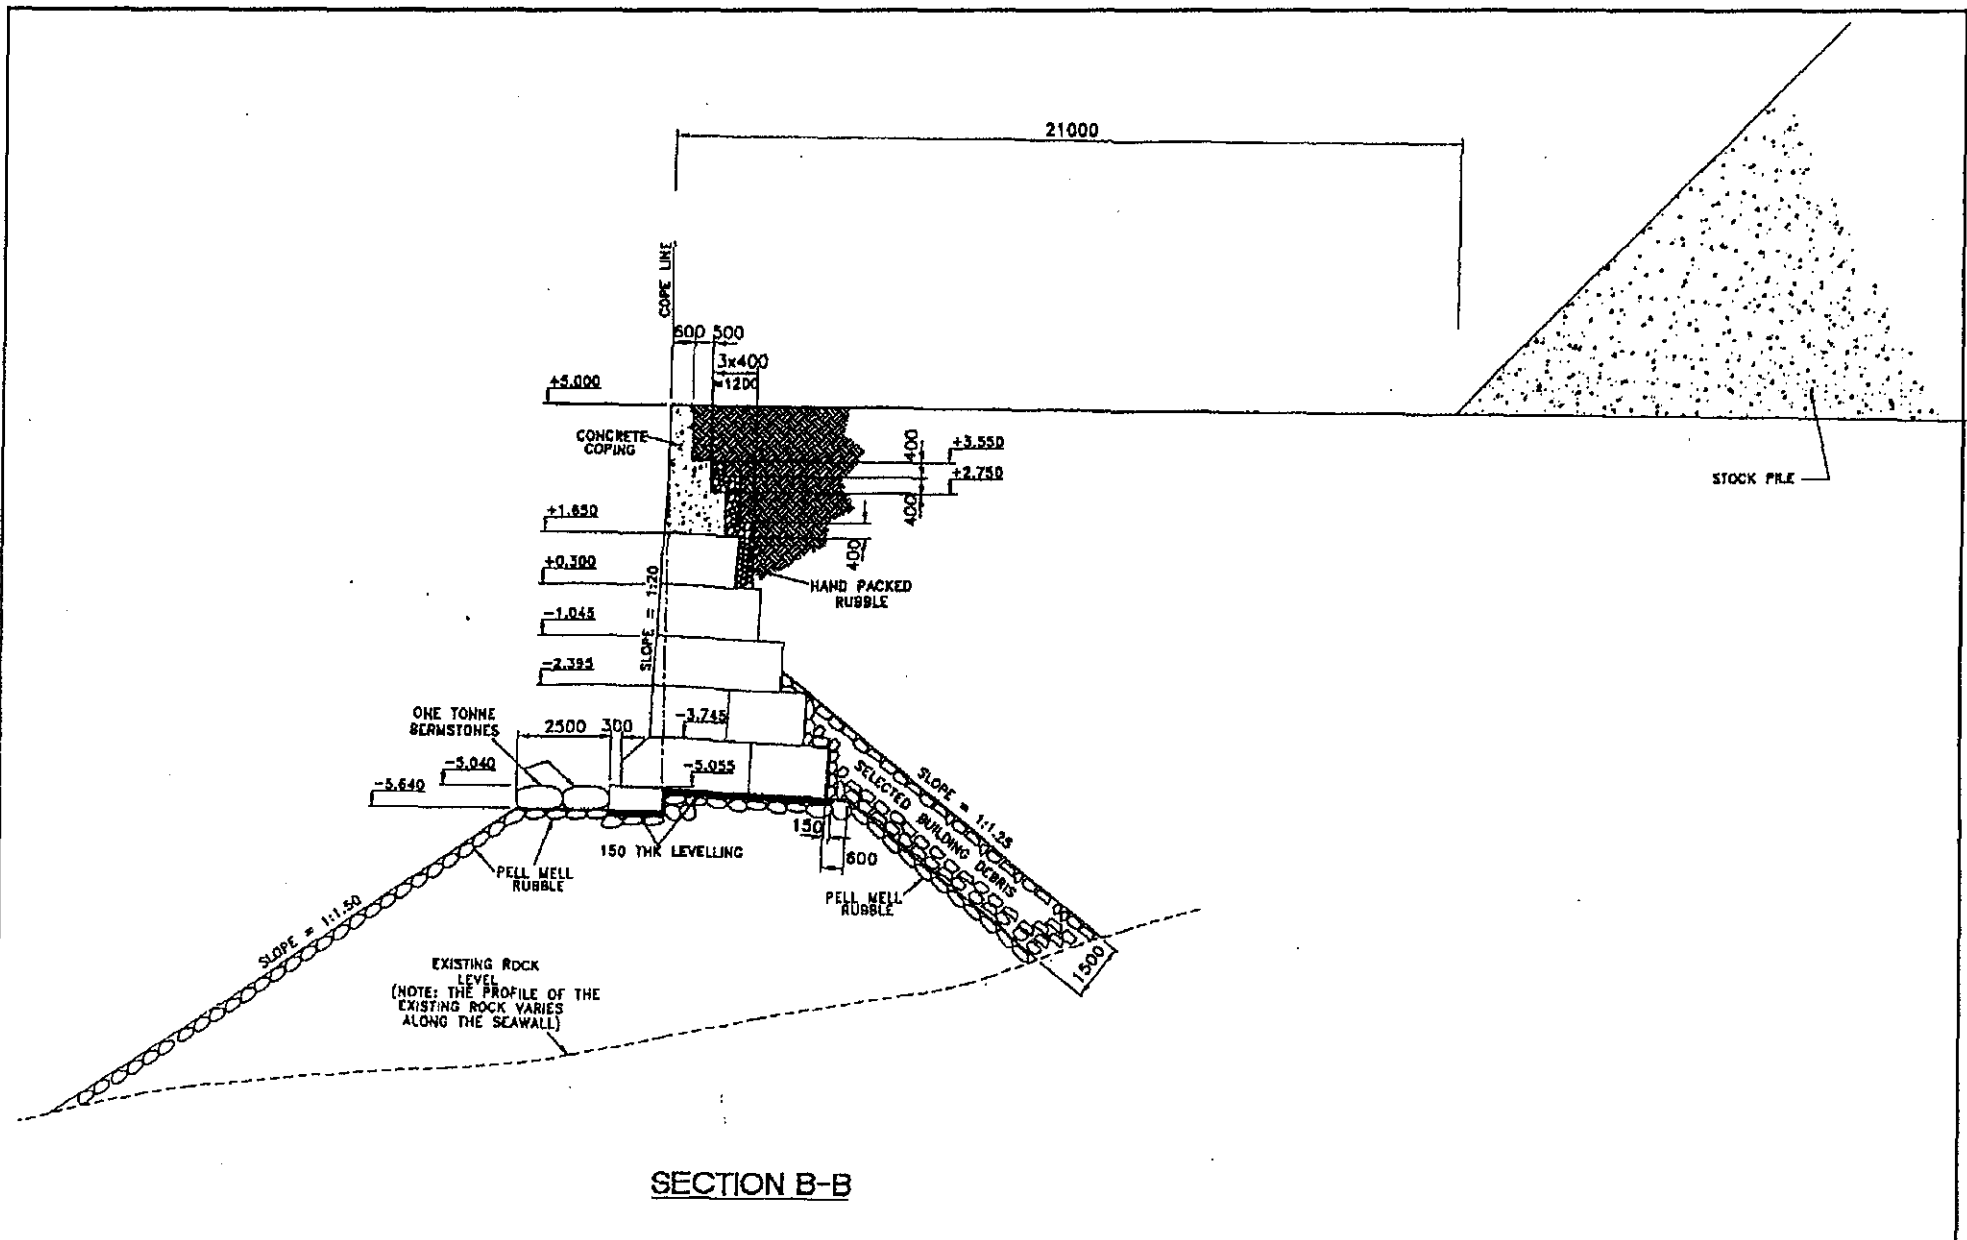 21000
COPE LINE
600 500
3x400
=1200
+5.000
CONCRETE
COPING
400
+3.550
+2.750
400
STOCK PILE
+1.650
400
+0.300
HAND PACKED
RUBBLE
-1.045
SLOPE = 1:20
-2.395
ONE TONNE
BERMSTONES
2500 300
-3.745
-5.040
-5.055
-5.640
SELECTED BUILDING DEBRIS
SLOPE = 1:1.25
150
600
150 THK LEVELLING
PELL MELL
RUBBLE
PELL MELL
RUBBLE
SLOPE = 1:1.50
1500
EXISTING ROCK
LEVEL
(NOTE: THE PROFILE OF THE
EXISTING ROCK VARIES
ALONG THE SEAWALL)
SECTION B-B